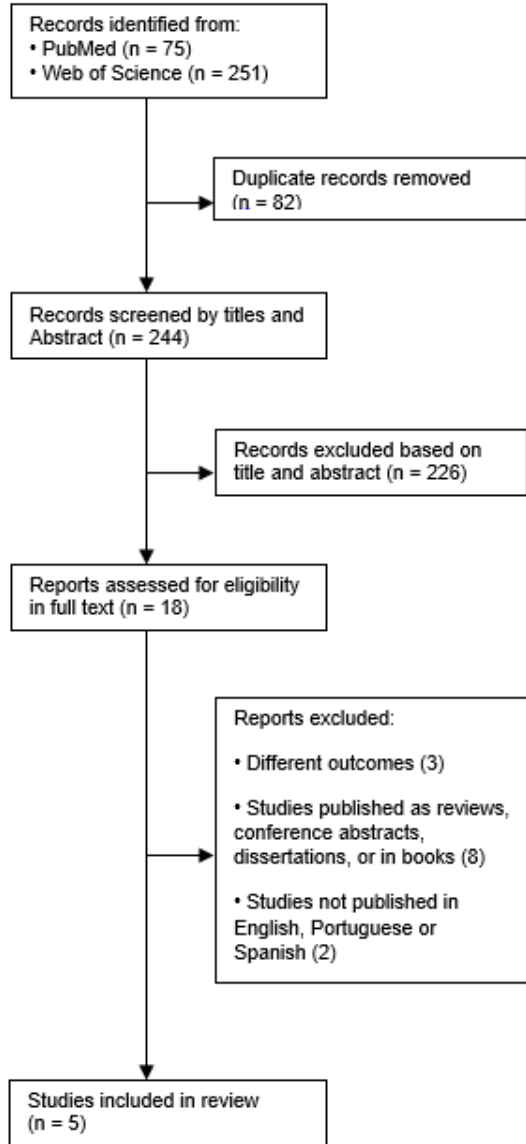 Records identified from:
• PubMed (n = 75)
• Web of Science (n = 251)
Duplicate records removed
(n = 82)
Records screened by titles and
Abstract (n = 244)
Records excluded based on
title and abstract (n = 226)
Reports assessed for eligibility
in full text (n = 18)
Reports excluded:
• Different outcomes (3)
• Studies published as reviews,
conference abstracts,
dissertations, or in books (8)
• Studies not published in
English, Portuguese or
Spanish (2)
Studies included in review
(n = 5)